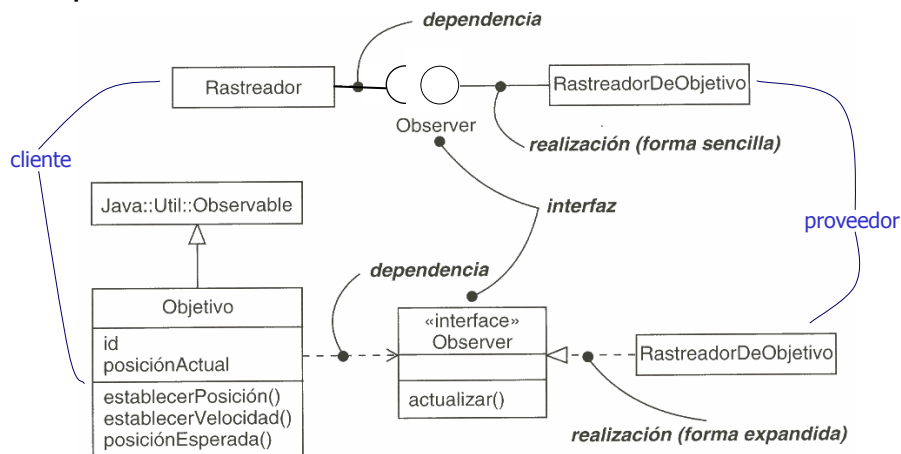 dependencia
Rastreador
Observer
RastreadorDeObjetivo
realización (forma sencilla)
cliente
interfaz
proveedor
Java::Util::Observable
dependencia
Objetivo
id
posiciónActual
establecerPosición()
establecerVelocidad()
posiciónEsperada()
«interface»
Observer
actualizar()
RastreadorDeObjetivo
realización (forma expandida)